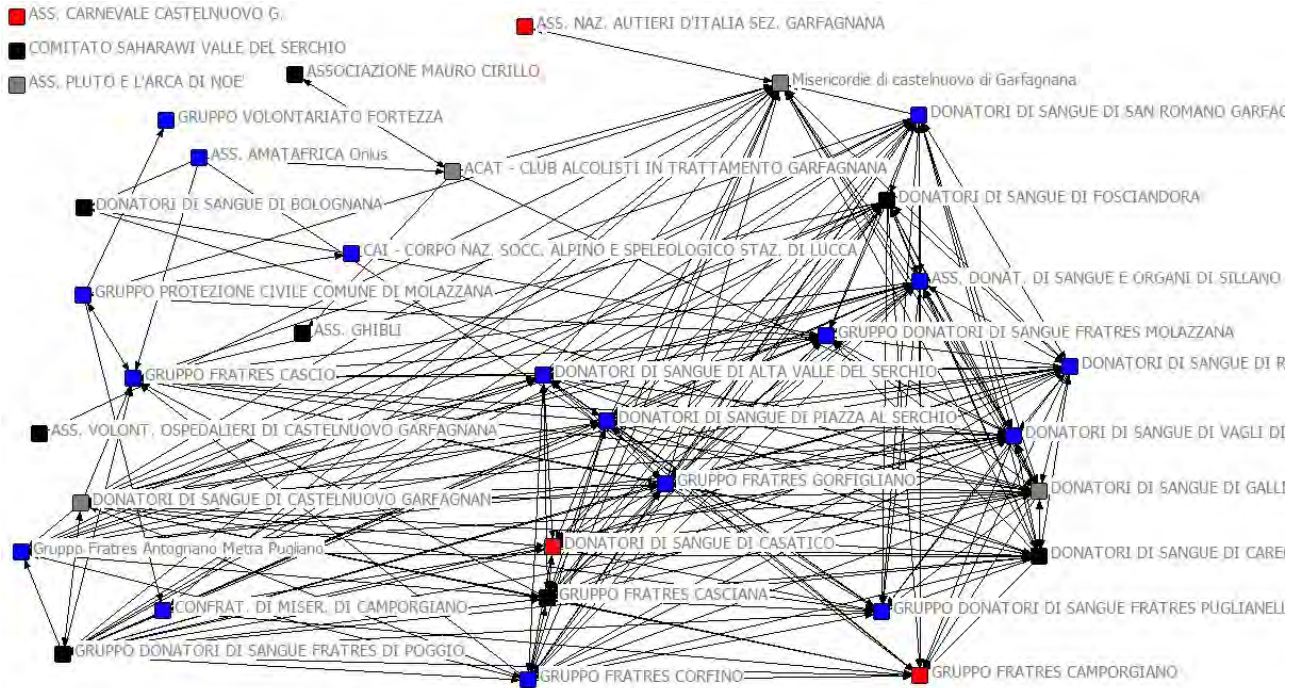 ASS. CARNEVALE CASTELNUOVO G.
ASS. NAZ. AUTIERI D'ITALIA SEZ. GARFAGNANA
COMITATO SAHARAWI VALLE DEL SERCHIO
ASSOCIAZIONE MAURO CIRILLO
ASS. PLUTO E L'ARCA DI NOE'
Misericordie di castelnuovo di Garfagnana
GRUPPO VOLONTARIATO FORTEZZA
DONATORI DI SANGUE DI SAN ROMANO GARFAG
ASS. AMATAFRICA Onlus
ACAT - CLUB ALCOLISTI IN TRATTAMENTO GARFAGNANA
DONATORI DI SANGUE DI FOSCIANDORA
DONATORI DI SANGUE DI BOLOGNANA
CAI - CORPO NAZ. SOCC. ALPINO E SPELEOLOGICO STAZ. DI LUCCA
ASS. DONAT. DI SANGUE E ORGANI DI SILLANO
GRUPPO PROTEZIONE CIVILE COMUNE DI MOLAZZANA
ASS. GHIBLI
GRUPPO DONATORI DI SANGUE FRATRES MOLAZZANA
DONATORI DI SANGUE DI R
GRUPPO FRATRES CASCIO
DONATORI DI SANGUE DI ALTA VALLE DEL SERCHIO
DONATORI DI SANGUE DI PIAZZA AL SERCHIO
ASS. VOLONT. OSPEDALIERI DI CASTELNUOVO GARFAGNANA
DONATORI DI SANGUE DI VAGLI DI
GRUPPO FRATRES GORFIGLIANO
DONATORI DI SANGUE DI GALLI
DONATORI DI SANGUE DI CASTELNUOVO GARFAGNAN
DONATORI DI SANGUE DI CASATICO
Gruppo Fratres Antognano Metra Pugliano
DONATORI DI SANGUE DI CARE
GRUPPO FRATRES CASCIANA
CONFRAT. DI MISER. DI CAMPORGIANO
GRUPPO DONATORI DI SANGUE FRATRES PUGLIANELL
GRUPPO DONATORI DI SANGUE FRATRES DI POGGIO
GRUPPO FRATRES CORFINO
GRUPPO FRATRES CAMPORGIANO